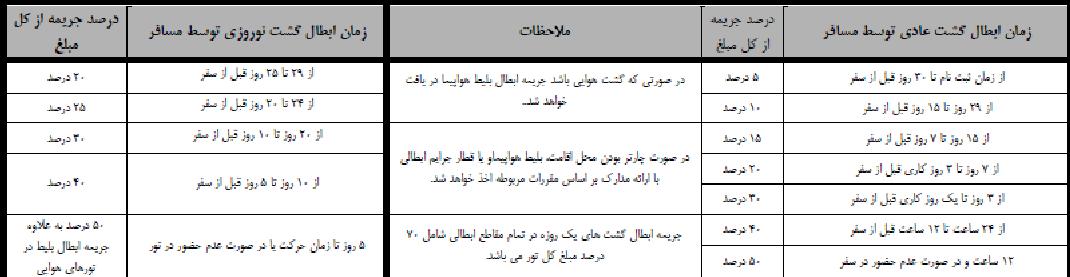 زمان ابطال گشت عادی توسط مسافر
درصد جریمه
از کل مبلغ
ملاحظات
زمان ابطال گشت نوروزی توسط مسافر
درصد جریمه از کل
مبلغ
از زمان ثبت نام تا ۳۰ روز قبل از سفر
۵ درصد
از ۲۹ روز تا ۱۵ روز قبل از سفر
۱۰ درصد
از ۱۵ روز تا ۷ روز قبل از سفر
۱۵ درصد
از ۷ روز تا ۳ روز کاری قبل از سفر
۲۰ درصد
از ۳ روز تا یک روز کاری قبل از سفر
۳۰ درصد
از ۲۴ ساعت تا ۱۲ ساعت قبل از سفر
۴۰ درصد
۱۲ ساعت و در صورت عدم حضور در سفر
۵۰ درصد
در صورتی که گشت هوایی باشد جریمه ابطال بلیط هواپیما در یافت
خواهد شد.
در صورت چارتر بودن محل اقامت، بلیط هواپیماو یا قطار جرایم ابطالی
با ارائه مدارک بر اساس مقررات مربوطه اخذ خواهد شد.
جریمه ابطال گشت های یک روزه در تمام مقاطع ابطالی شامل ۷۰
درصد مبلغ کل تور می باشد.
از ۲۹ تا ۲۵ روز قبل از سفر
۲۰ درصد
از ۲۴ تا ۲۰ روز قبل از سفر
۲۵ درصد
از ۲۰ روز تا ۱۰ روز قبل از سفر
۳۰ درصد
از ۱۰ روز تا ۵ روز قبل از سفر
۴۰ درصد
۵ روز تا زمان حرکت یا در صورت عدم حضور در تور
۵۰ درصد به علاوه
جریمه ابطال بلیط در
تورهای هوایی